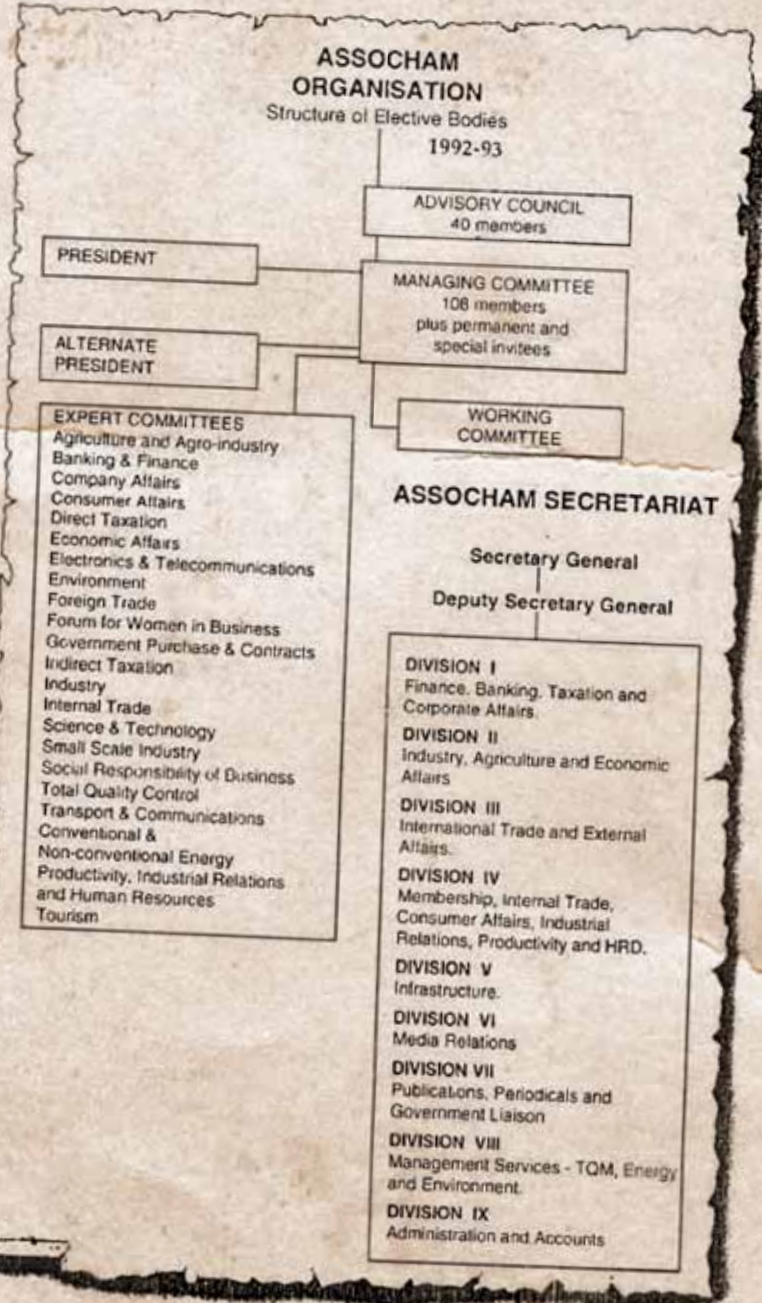 ASSOCHAM
ORGANISATION
Structure of Elective Bodies
1992-93
ADVISORY COUNCIL
40 members
PRESIDENT
MANAGING COMMITTEE
108 members
plus permanent and
special invitees
ALTERNATE
PRESIDENT
WORKING
COMMITTEE
EXPERT COMMITTEES
Agriculture and Agro-industry
Banking & Finance
Company Affairs
Consumer Affairs
Direct Taxation
Economic Affairs
Electronics & Telecommunications
Environment
Foreign Trade
Forum for Women in Business
Government Purchase & Contracts
Indirect Taxation
Industry
Internal Trade
Science & Technology
Small Scale Industry
Social Responsibility of Business
Total Quality Control
Transport & Communications
Conventional &
Non-conventional Energy
Productivity, Industrial Relations
and Human Resources
Tourism
ASSOCHAM SECRETARIAT
Secretary General
Deputy Secretary General
DIVISION I
Finance, Banking, Taxation and
Corporate Affairs.
DIVISION II
Industry, Agriculture and Economic
Affairs
DIVISION III
International Trade and External
Affairs.
DIVISION IV
Membership, Internal Trade,
Consumer Affairs, Industrial
Relations, Productivity and HRD.
DIVISION V
Infrastructure.
DIVISION VI
Media Relations
DIVISION VII
Publications, Periodicals and
Government Liaison
DIVISION VIII
Management Services - TQM, Energy
and Environment.
DIVISION IX
Administration and Accounts